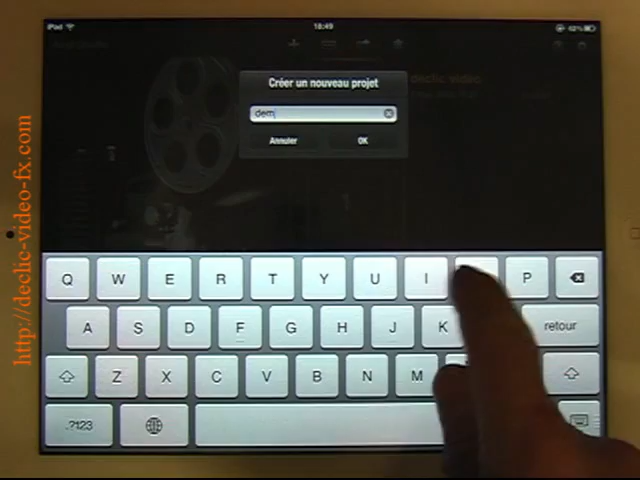 iPad
18:49
62%
declic video
Créer un nouveau projet
dem
Annuler
OK
http://declic-video-fx.com
Q W E R T Y U I P
A S D F G H J K retour
Z X C V B N M
.?123